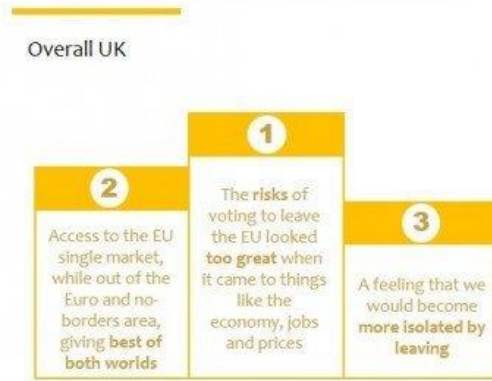 Overall UK
1
The risks of
voting to leave
the EU looked
too great when
it came to things
like the
economy, jobs
and prices
2
Access to the EU
single market,
while out of the
Euro and no-
borders area,
giving best of
both worlds
3
A feeling that we
would become
more isolated by
leaving